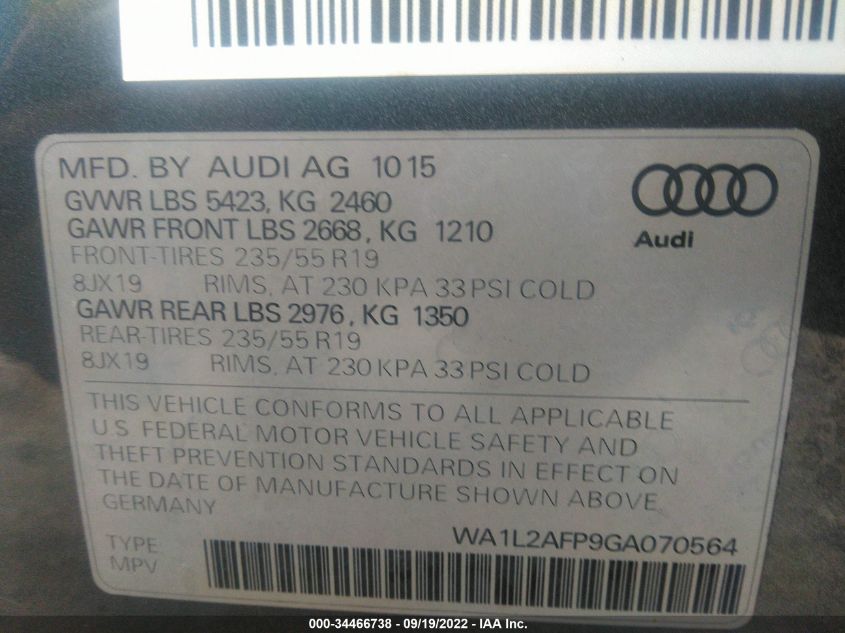 MFD. BY AUDI AG 10 15
GVWR LBS 5423, KG 2460
GAWR FRONT LBS 2668, KG 1210
FRONT-TIRES 235/55 R19
8JX19 RIMS, AT 230 KPA 33 PSI COLD
GAWR REAR LBS 2976, KG 1350
REAR-TIRES 235/55 R19
8JX19 RIMS, AT 230 KPA 33 PSI COLD
Audi
THIS VEHICLE CONFORMS TO ALL APPLICABLE
U.S. FEDERAL MOTOR VEHICLE SAFETY AND
THEFT PREVENTION STANDARDS IN EFFECT ON
THE DATE OF MANUFACTURE SHOWN ABOVE
GERMANY
WA1L2AFP9GA070564
TYPE:
MPV
000-34466738 - 09/19/2022 - IAA Inc.